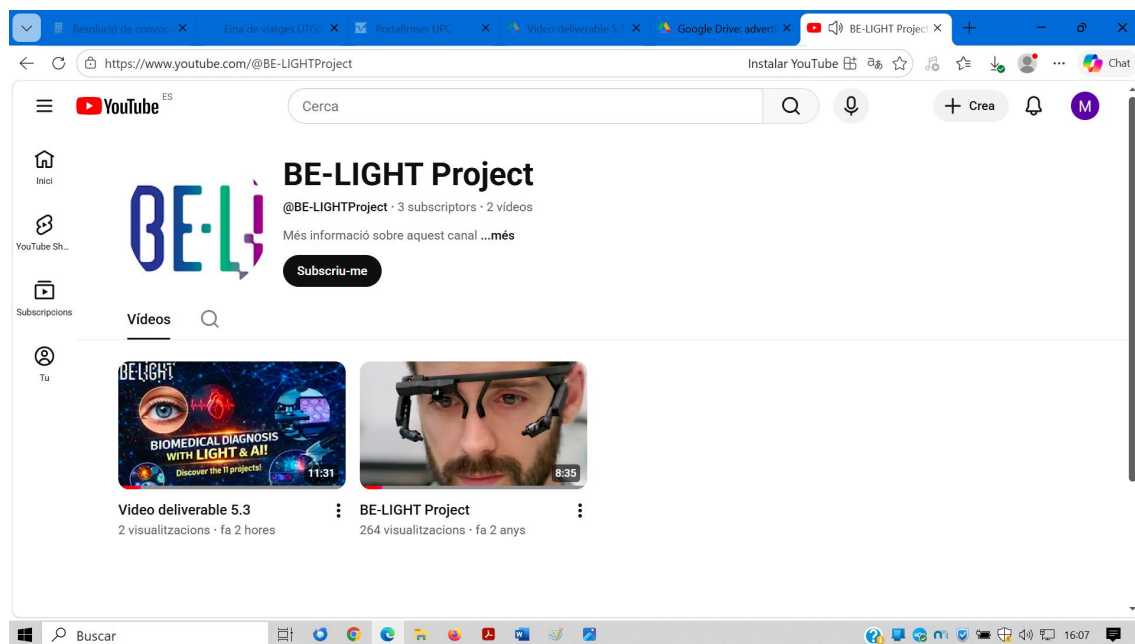 Resolució de convoc
Eina de viatges UTGC
Portafirmes UPC
Video deliverable 5.3
Google Drive: advert
BE-LIGHT Project
https://www.youtube.com/@BE-LIGHTProject
Instalar YouTube
Chat
YouTube ES
Cerca
Crea
M
Inici
YouTube Sh...
Subscripcions
Tu
BE-LI
BE-LIGHT Project
@BE-LIGHTProject · 3 subscriptors · 2 vídeos
Més informació sobre aquest canal ...més
Subscriu-me
Vídeos
BE-LIGHT
BIOMEDICAL DIAGNOSIS
WITH LIGHT & AI!
Discover the 11 projects!
11:31
8:35
Video deliverable 5.3
2 visualitzacions · fa 2 hores
BE-LIGHT Project
264 visualitzacions · fa 2 anys
Buscar
16:07